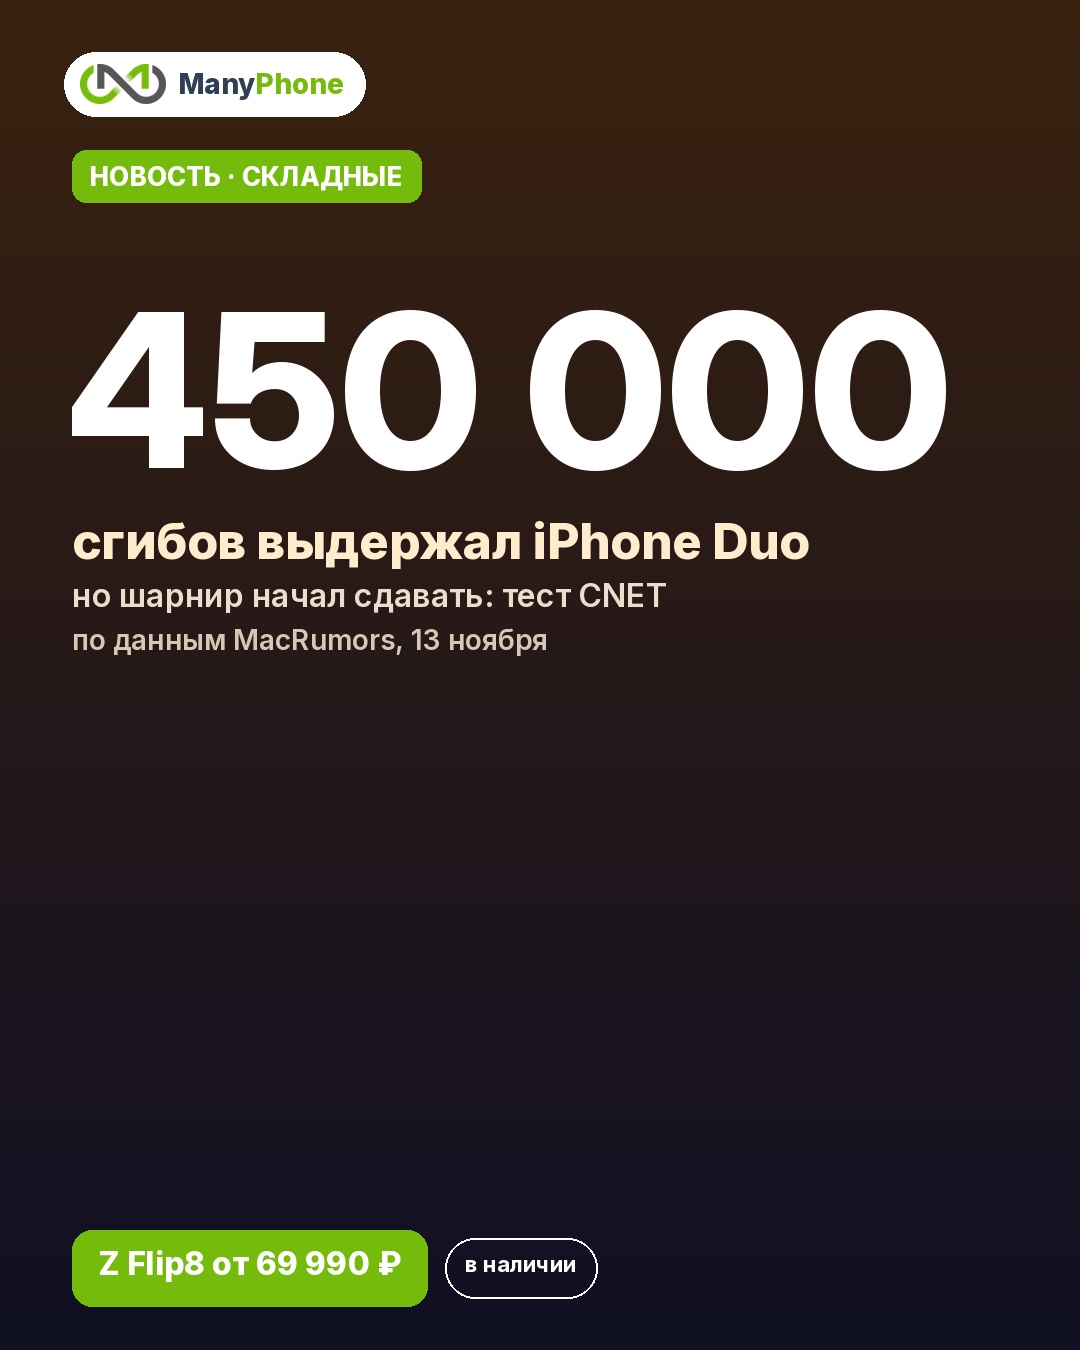 ManyPhone
НОВОСТЬ · СКЛАДНЫЕ
450 000
сгибов выдержал iPhone Duo
но шарнир начал сдавать: тест CNET
по данным MacRumors, 13 ноября
Z Flip8 от 69 990 ₽
в наличии